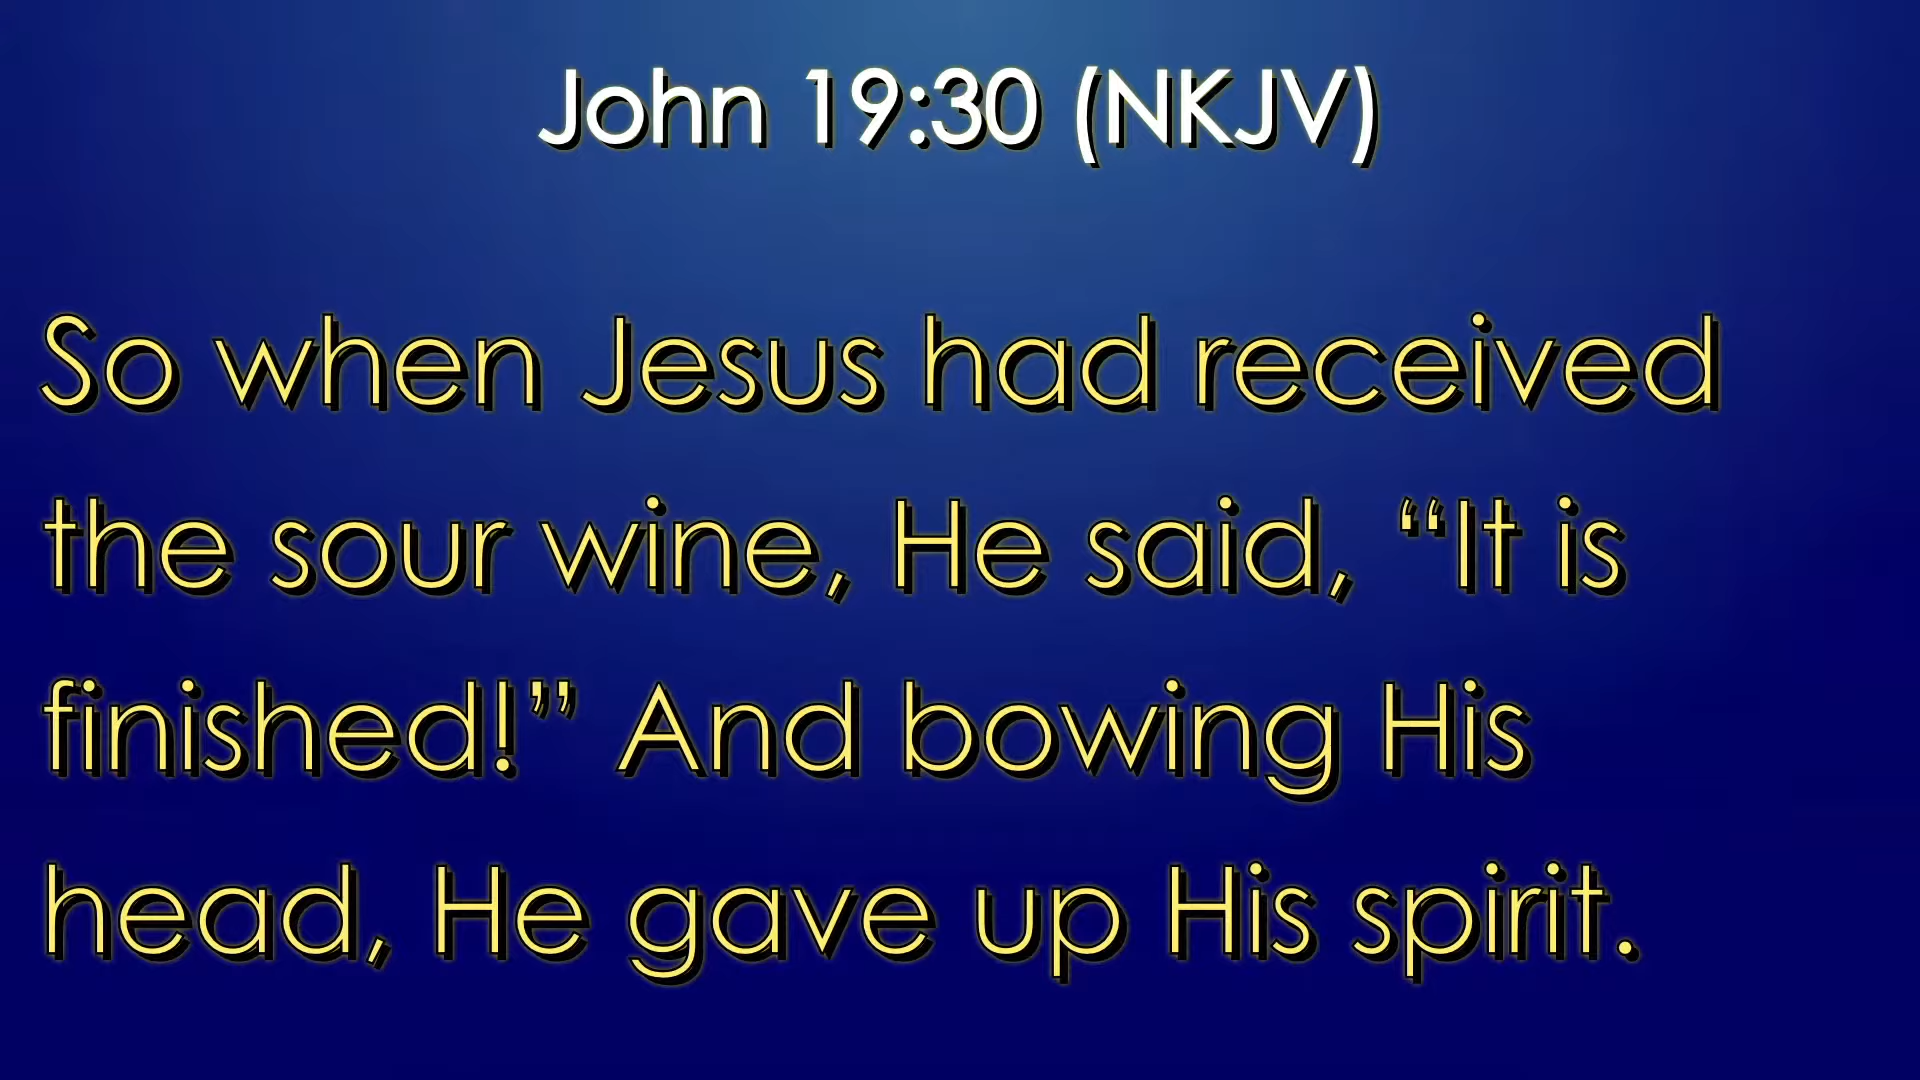 John 19:30 (NKJV)
So when Jesus had received
the sour wine, He said, “It is
finished!” And bowing His
head, He gave up His spirit.